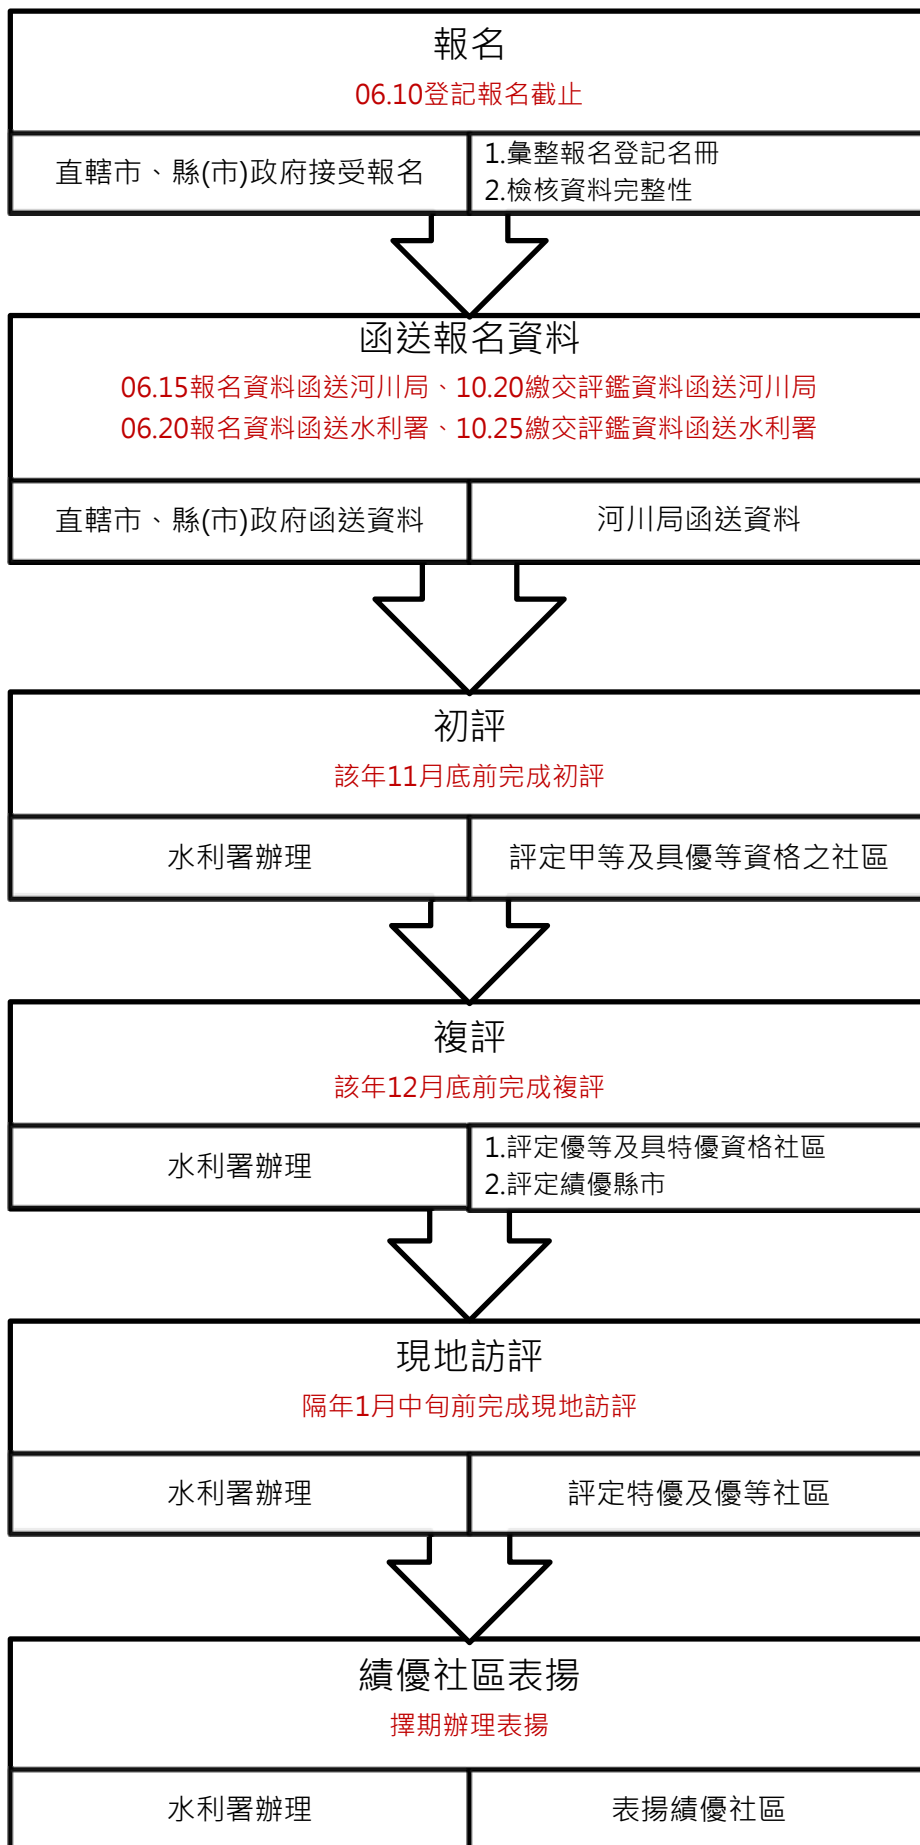 報名
06.10登記報名截止
直轄市、縣(市)政府接受報名
1.彙整報名登記名冊
2.檢核資料完整性
函送報名資料
06.15報名資料函送河川局、10.20繳交評鑑資料函送河川局
06.20報名資料函送水利署、10.25繳交評鑑資料函送水利署
直轄市、縣(市)政府函送資料
河川局函送資料
初評
該年11月底前完成初評
水利署辦理
評定甲等及具優等資格之社區
複評
該年12月底前完成複評
水利署辦理
1.評定優等及具特優資格社區
2.評定績優縣市
現地訪評
隔年1月中旬前完成現地訪評
水利署辦理
評定特優及優等社區
績優社區表揚
擇期辦理表揚
水利署辦理
表揚績優社區